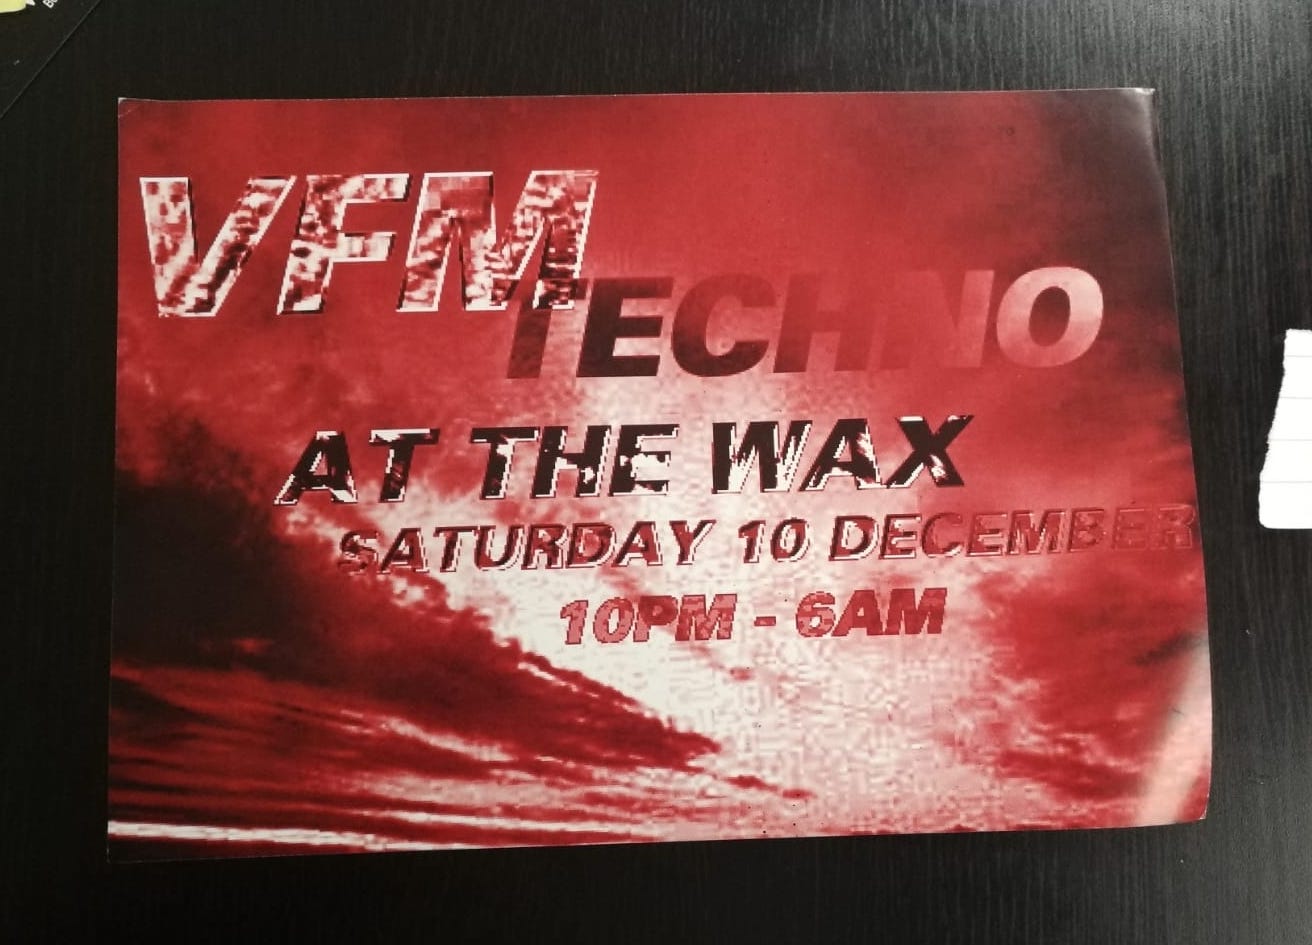 VFM
TECHNO
AT THE WAX
SATURDAY 10 DECEMBER
10PM - 6AM